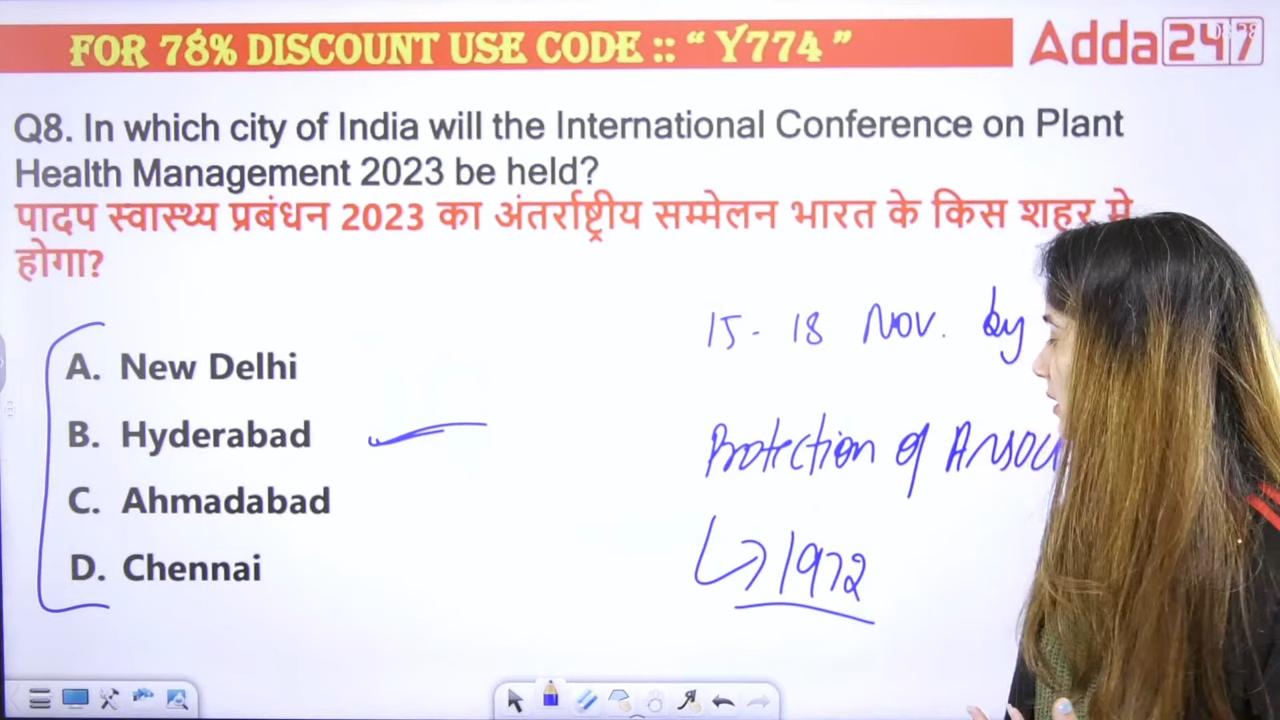 FOR 78% DISCOUNT USE CODE :: “ Y774 ”
Adda 247
Q8. In which city of India will the International Conference on Plant
Health Management 2023 be held?
पादप स्वास्थ्य प्रबंधन 2023 का अंतर्राष्ट्रीय सम्मेलन भारत के किस शहर मे
होगा?
15 - 18 Nov. by
A. New Delhi
B. Hyderabad
Protection of
C. Ahmadabad
D. Chennai
1972